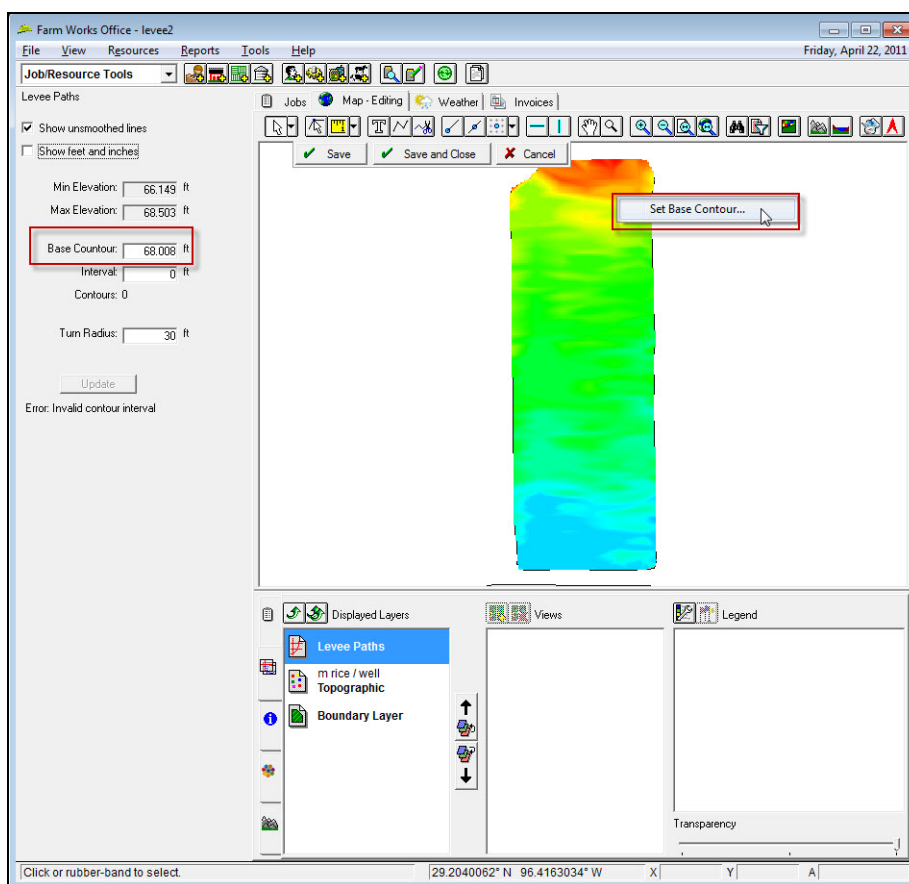 Farm Works Office - levee2
File View Resources Reports Tools Help Friday, April 22, 2011
Job/Resource Tools
Levee Paths
Jobs Map - Editing Weather Invoices
Show unsmoothed lines
Show feet and inches
Save Save and Close Cancel
Min Elevation: 66.149 ft
Max Elevation: 68.503 ft
Set Base Contour...
Base Countour: 68.008 ft
Interval: 0 ft
Contours: 0
Turn Radius: 30 ft
Update
Error: Invalid contour interval
Displayed Layers Views Legend
Levee Paths
m rice / well
Topographic
Boundary Layer
Transparency
Click or rubber-band to select. 29.2040062° N 96.4163034° W X Y A